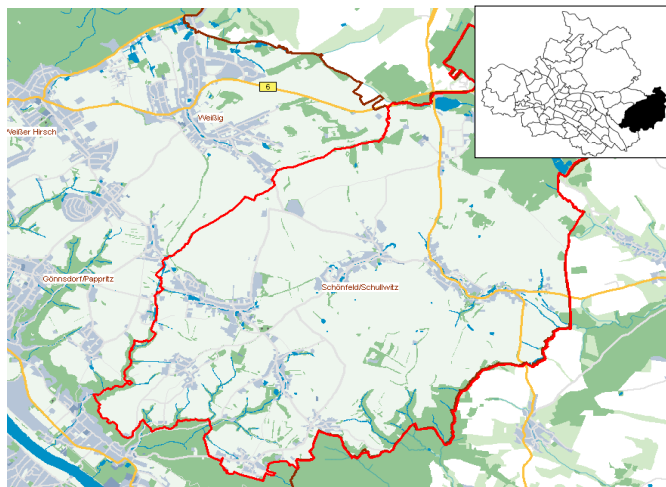 6
Weißig
Weißer Hirsch
Gönnsdorf/Pappritz
Schönfeld/Schullwitz